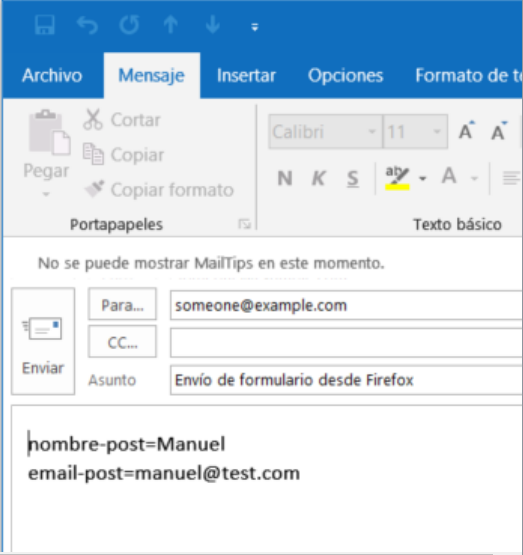 Archivo Mensaje Insertar Opciones Formato de te
Cortar
Copiar
Copiar formato
Pegar
Calibri 11 A A
N K S aby A
Portapapeles Texto básico
No se puede mostrar MailTips en este momento.
Para... someone@example.com
CC...
Enviar
Asunto Envío de formulario desde Firefox
nombre-post=Manuel
email-post=manuel@test.com